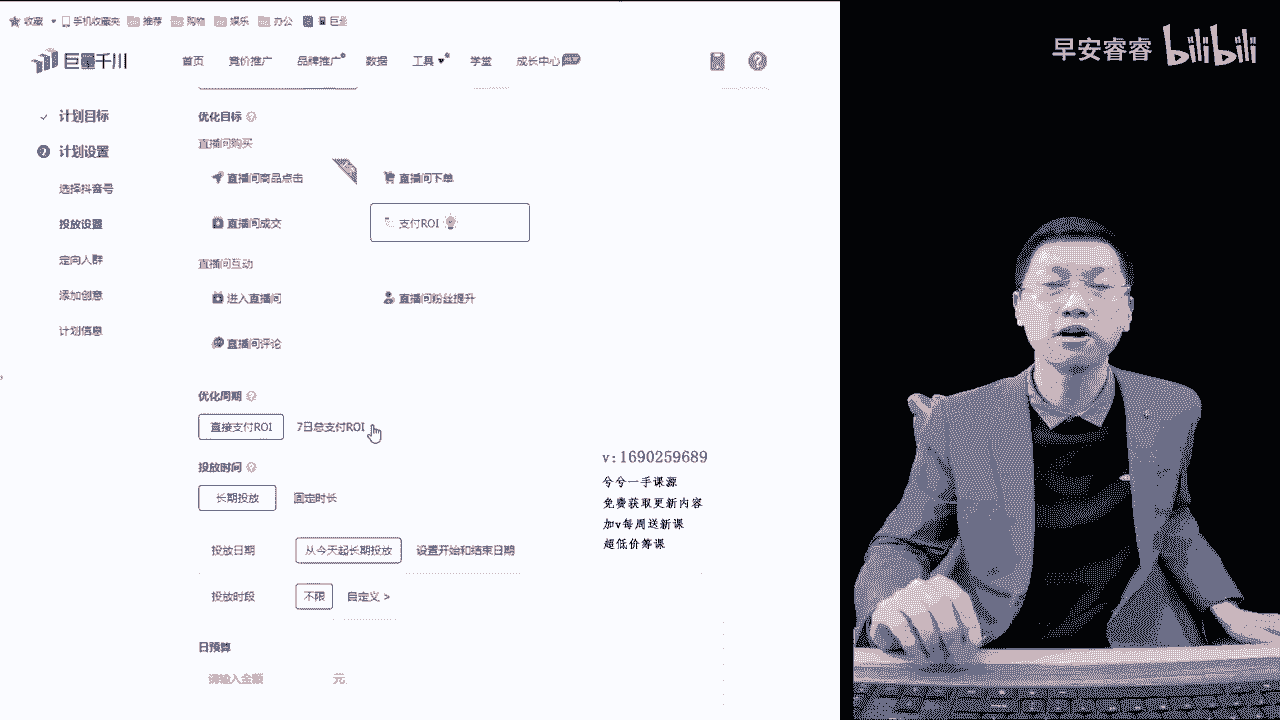 收藏 手机收藏夹 推荐 购物 娱乐 办公 巨量
早安睿睿 bilibili
巨量千川 首页 竞价推广 品牌推广 数据 工具 学堂 成长中心
计划目标
2 计划设置
选择抖音号
投放设置
定向人群
添加创意
计划信息
优化目标
直播间购买
直播间商品点击 直播间下单
直播间成交 支付ROI
直播间互动
进入直播间 直播间粉丝提升
直播间评论
优化周期
直接支付ROI 7日总支付ROI
投放时间
长期投放 固定时长
投放日期 从今天起长期投放 设置开始和结束日期
投放时段 不限 自定义 >
日预算
请输入金额 元
v:1690259689
兮兮一手课源
免费获取更新内容
加v每周送新课
超低价筹课